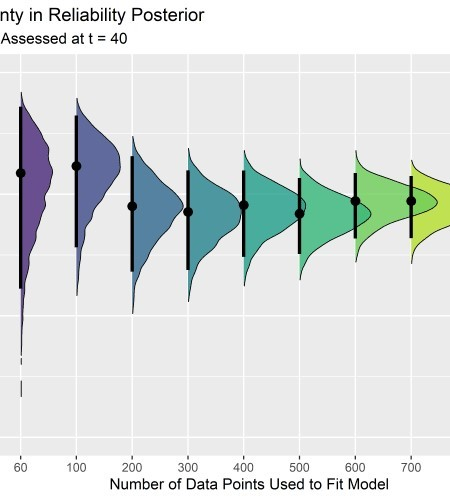 nty in Reliability Posterior
Assessed at t = 40
60 100 200 300 400 500 600 700
Number of Data Points Used to Fit Model